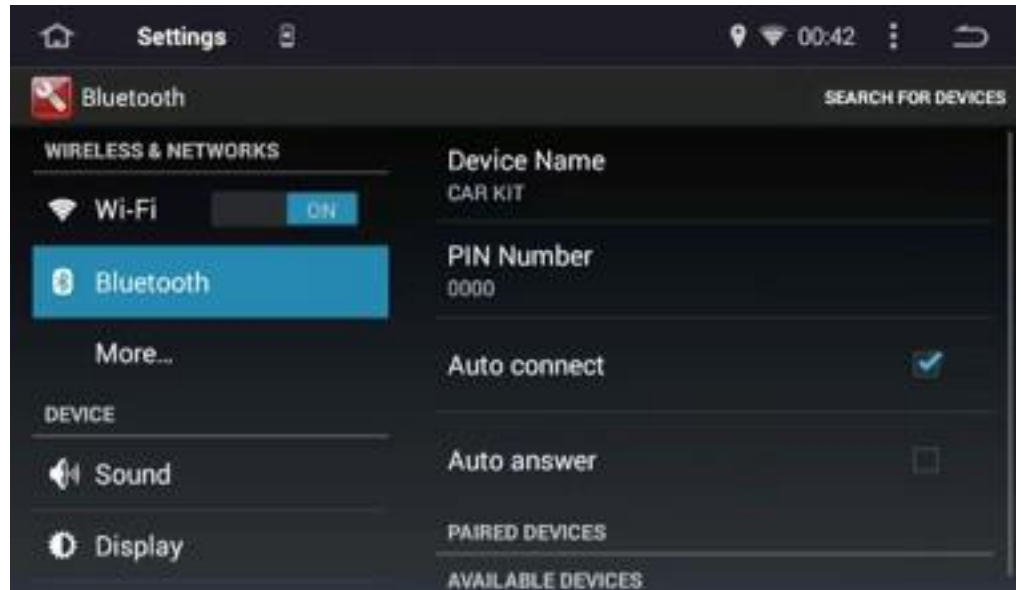 Settings
00:42
Bluetooth
SEARCH FOR DEVICES
WIRELESS & NETWORKS
Wi-Fi
ON
Bluetooth
More...
DEVICE
Sound
Display
Device Name
CAR KIT
PIN Number
0000
Auto connect
Auto answer
PAIRED DEVICES
AVAILABLE DEVICES